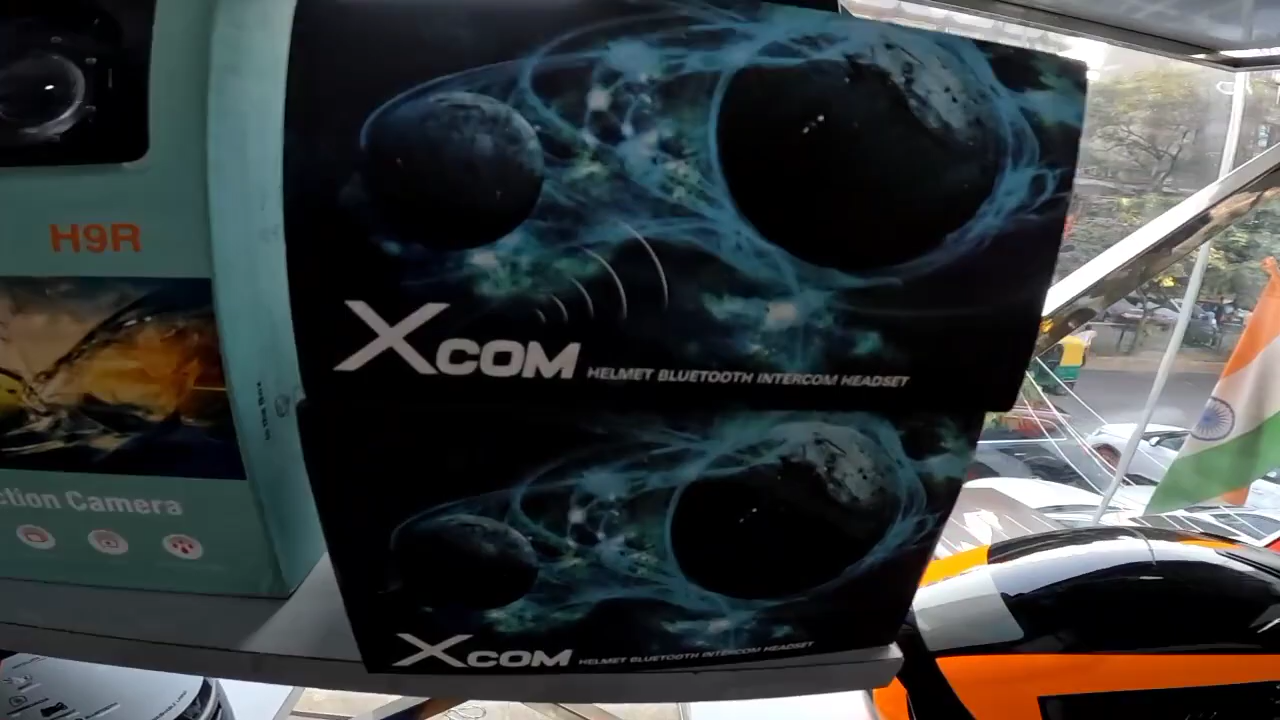 H9R
ction Camera
XCOM HELMET BLUETOOTH INTERCOM HEADSET
XCOM HELMET BLUETOOTH INTERCOM HEADSET